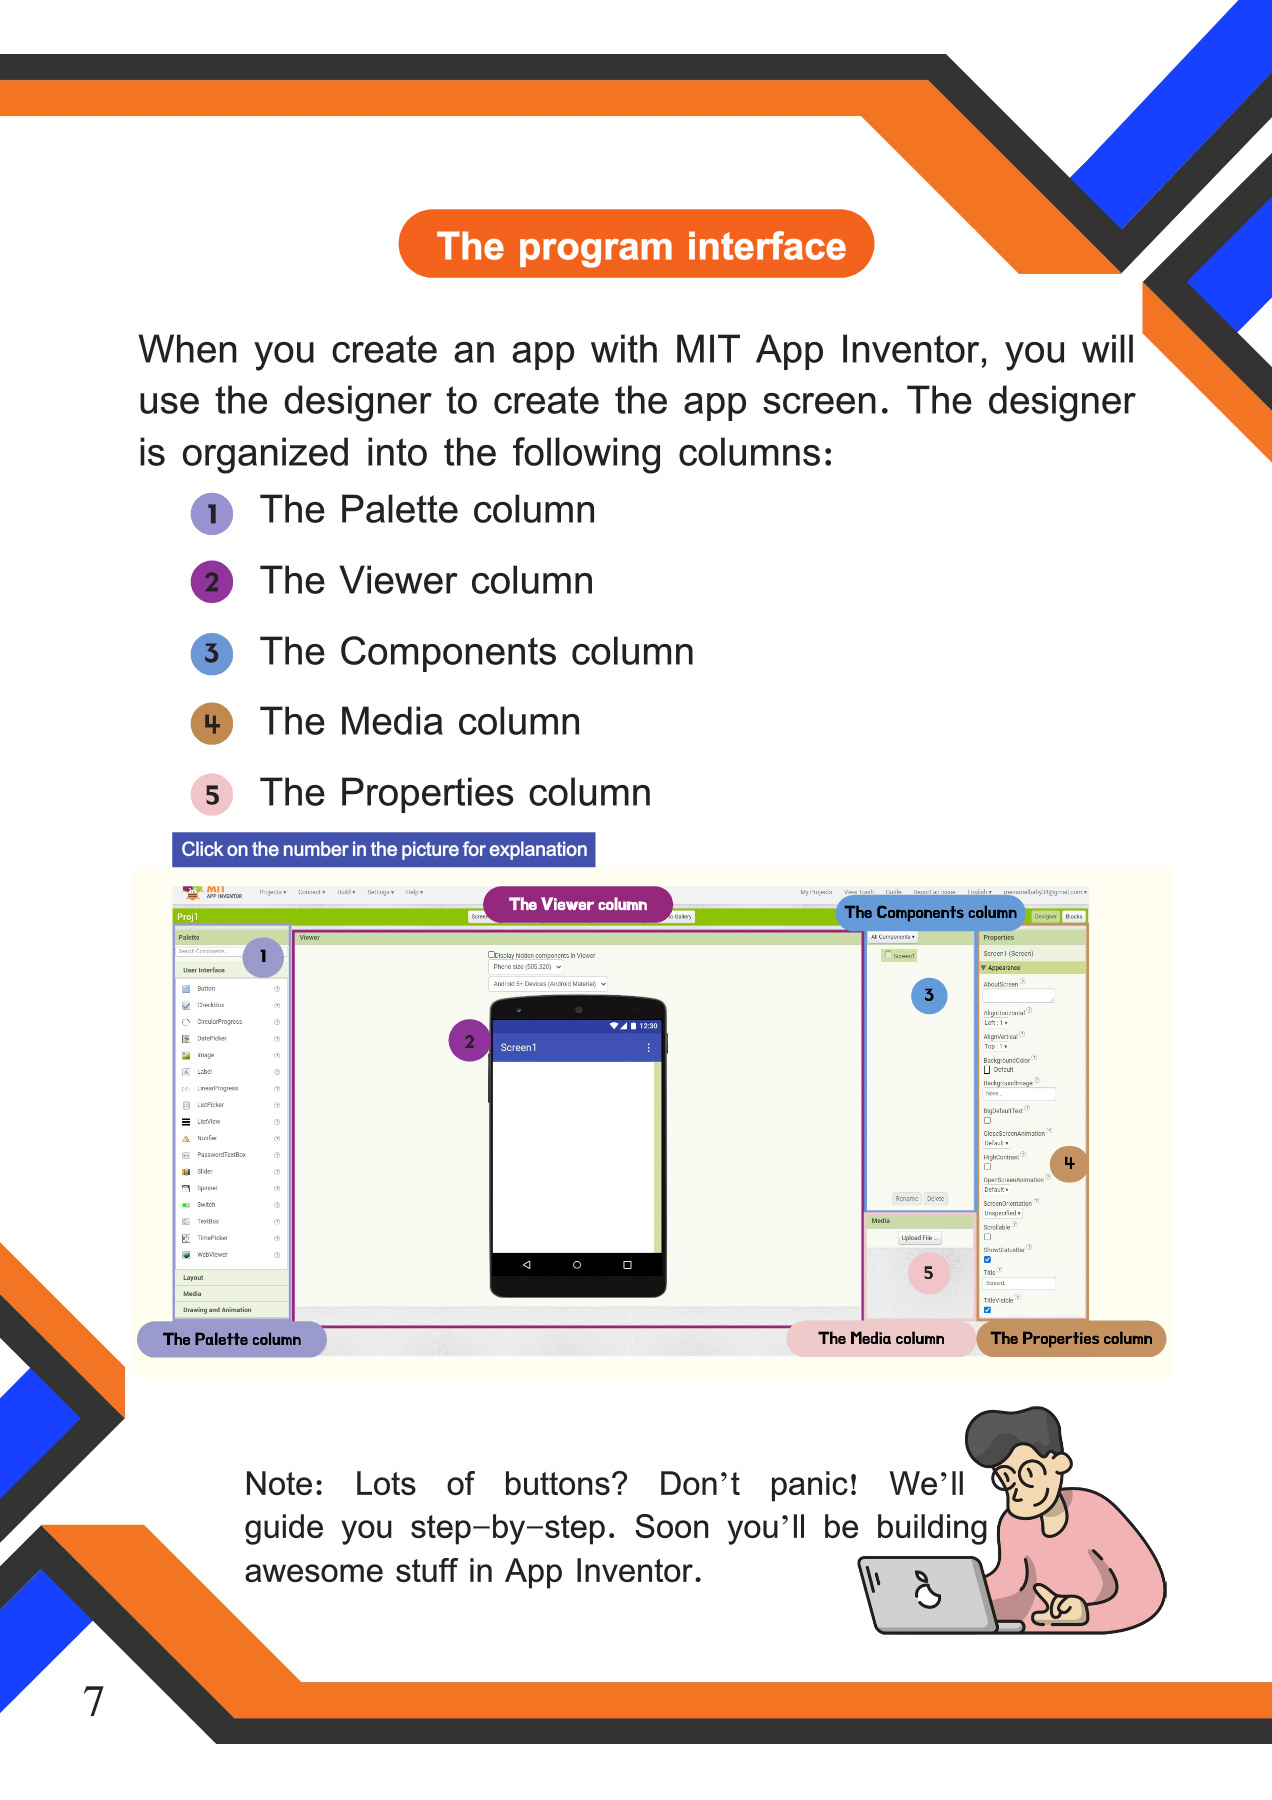 The program interface
When you create an app with MIT App Inventor, you will
use the designer to create the app screen. The designer
is organized into the following columns:
1 The Palette column
2 The Viewer column
3 The Components column
4 The Media column
5 The Properties column
Click on the number in the picture for explanation
MIT
APP INVENTOR
Projects Connect Build Settings Help
My Projects View Trash Guide Report an Issue English menamelbahy34@gmail.com
The Viewer column
The Components column
Proj1
Screen
to Gallery
Designer Blocks
Palette
Search Components
1
User Interface
Button
CheckBox
CircularProgress
DatePicker
Image
Label
LinearProgress
ListPicker
ListView
Notifier
PasswordTextBox
Slider
Spinner
Switch
TextBox
TimePicker
WebViewer
Layout
Media
Drawing and Animation
The Palette column
Viewer
Display hidden components in Viewer
Phone size (505,320)
Android 5+ Devices (Android Material)
2
12:30
Screen1
All Components
Screen1
3
Rename Delete
Media
Upload File ...
5
The Media column
Properties
Screen1 (Screen)
Appearance
AboutScreen
AlignHorizontal
Left : 1
AlignVertical
Top : 1
BackgroundColor
Default
BackgroundImage
None...
BigDefaultText
CloseScreenAnimation
Default
HighContrast
4
OpenScreenAnimation
Default
ScreenOrientation
Unspecified
Scrollable
ShowStatusBar
Title
Screen1
TitleVisible
The Properties column
Note: Lots of buttons? Don't panic! We'll
guide you step-by-step. Soon you'll be building
awesome stuff in App Inventor.
7